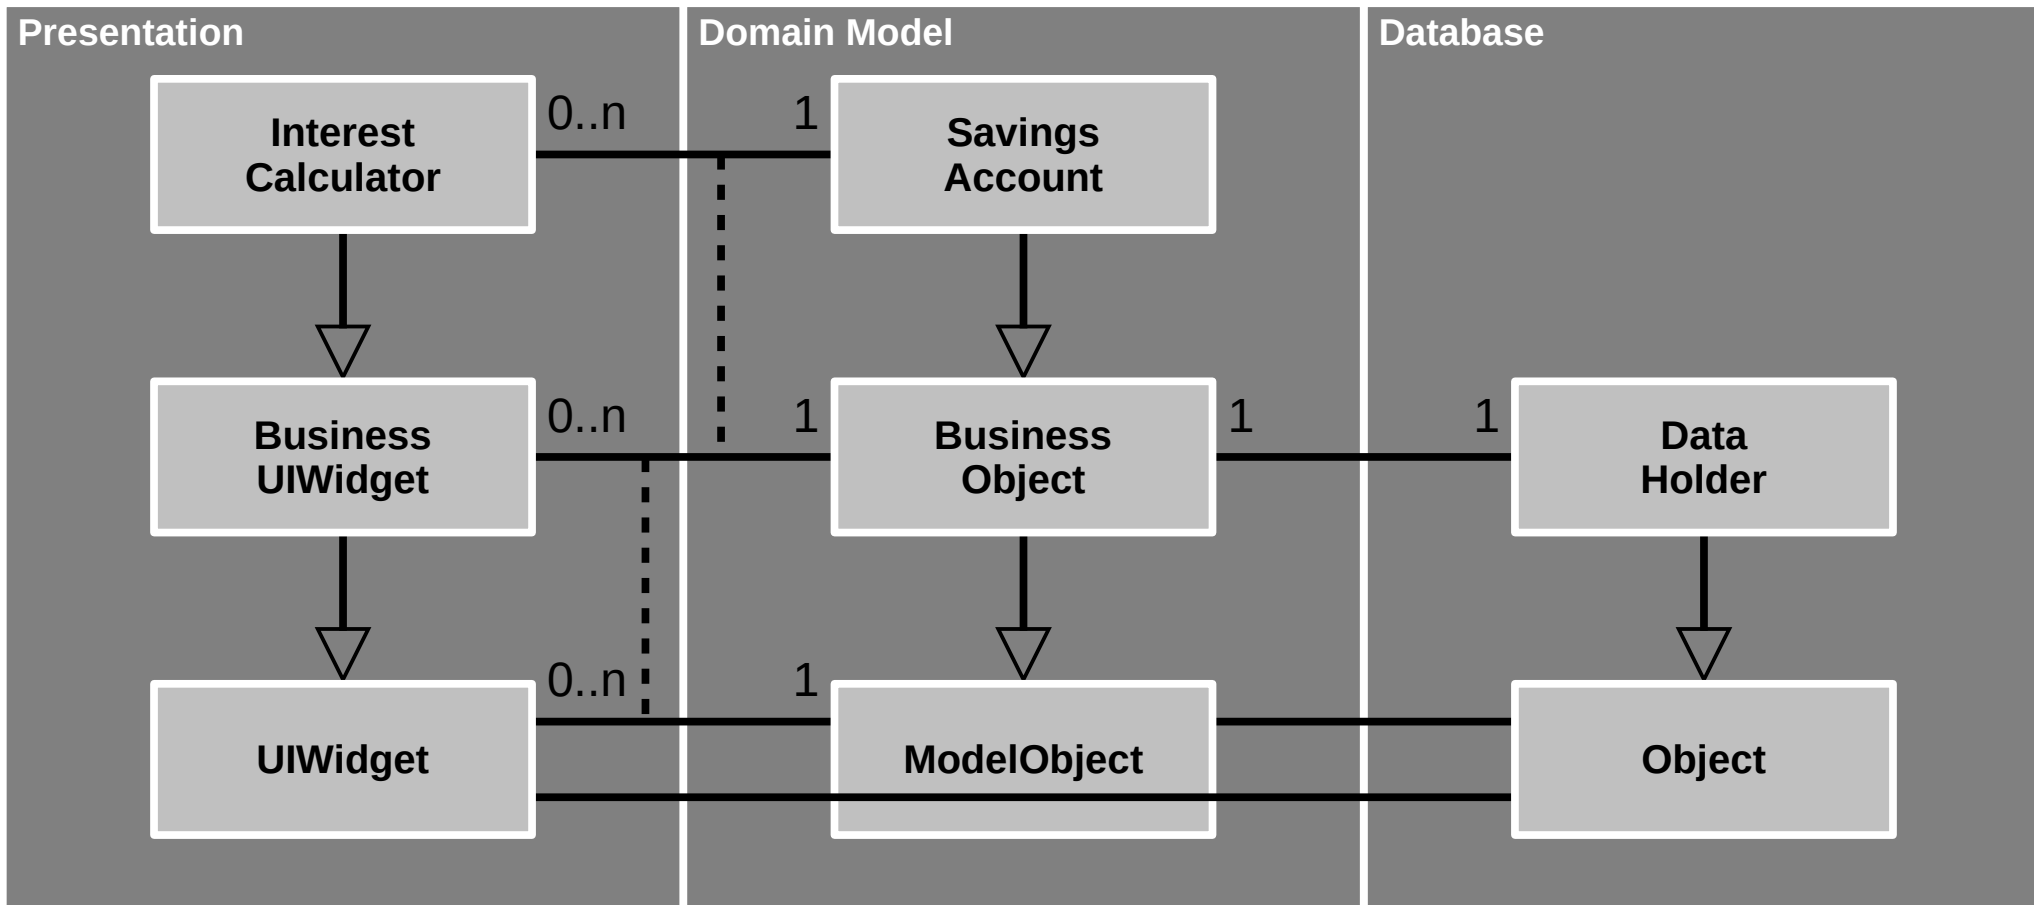 Presentation
Domain Model
Database
Interest
Calculator
0..n
1
Savings
Account
Business
UIWidget
0..n
1
Business
Object
1
1
Data
Holder
UIWidget
0..n
1
ModelObject
Object